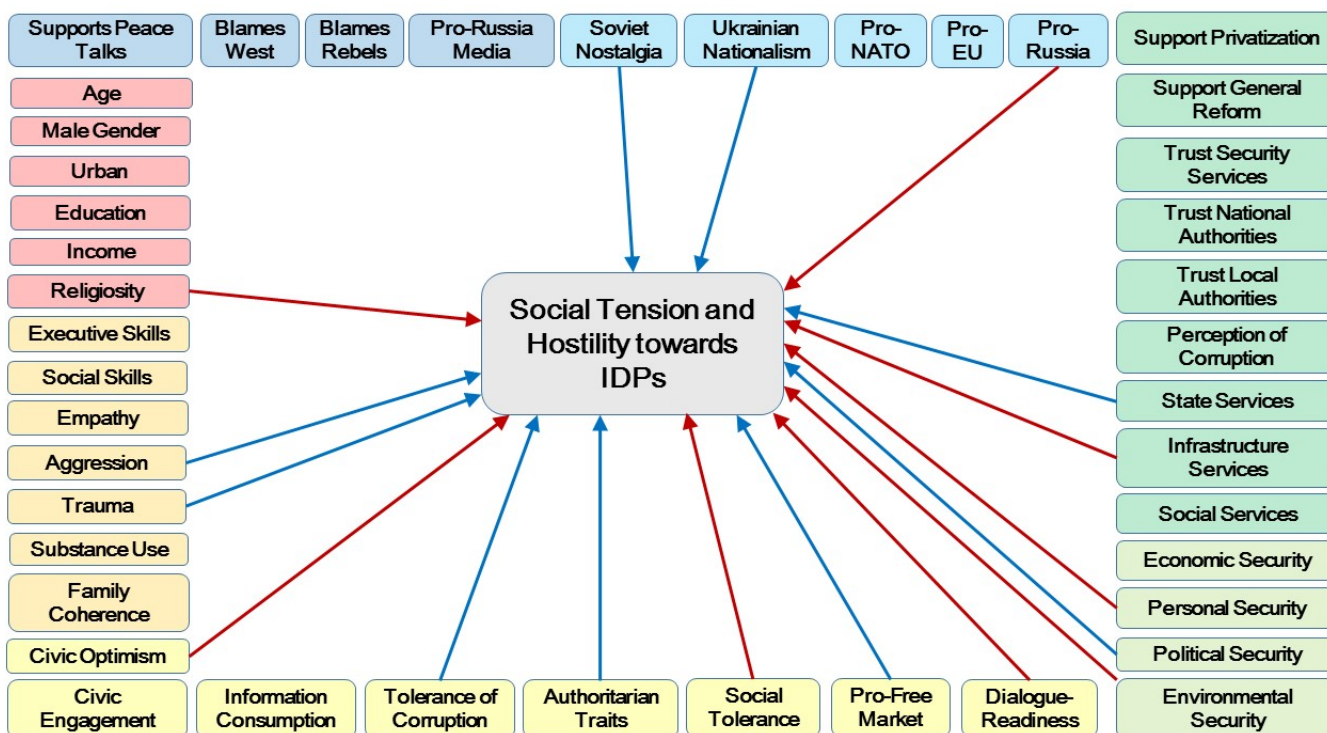 Supports Peace
Talks
Blames
West
Blames
Rebels
Pro-Russia
Media
Soviet
Nostalgia
Ukrainian
Nationalism
Pro-
NATO
Pro-
EU
Pro-
Russia
Support Privatization
Age
Male Gender
Urban
Education
Income
Religiosity
Executive Skills
Social Skills
Empathy
Aggression
Trauma
Substance Use
Family
Coherence
Civic Optimism
Social Tension and
Hostility towards
IDPs
Support General
Reform
Trust Security
Services
Trust National
Authorities
Trust Local
Authorities
Perception of
Corruption
State Services
Infrastructure
Services
Social Services
Economic Security
Personal Security
Political Security
Civic
Engagement
Information
Consumption
Tolerance of
Corruption
Authoritarian
Traits
Social
Tolerance
Pro-Free
Market
Dialogue-
Readiness
Environmental
Security